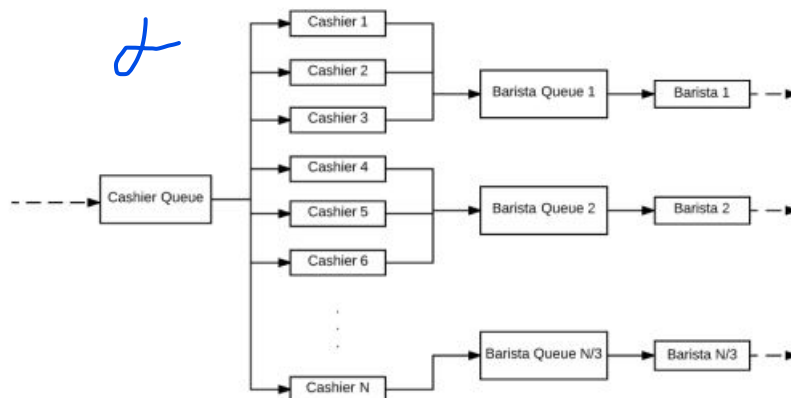 Cashier 1
Cashier 2
Cashier 3
Cashier 4
Cashier 5
Cashier 6
Cashier N
Cashier Queue
Barista Queue 1
Barista Queue 2
Barista Queue N/3
Barista 1
Barista 2
Barista N/3